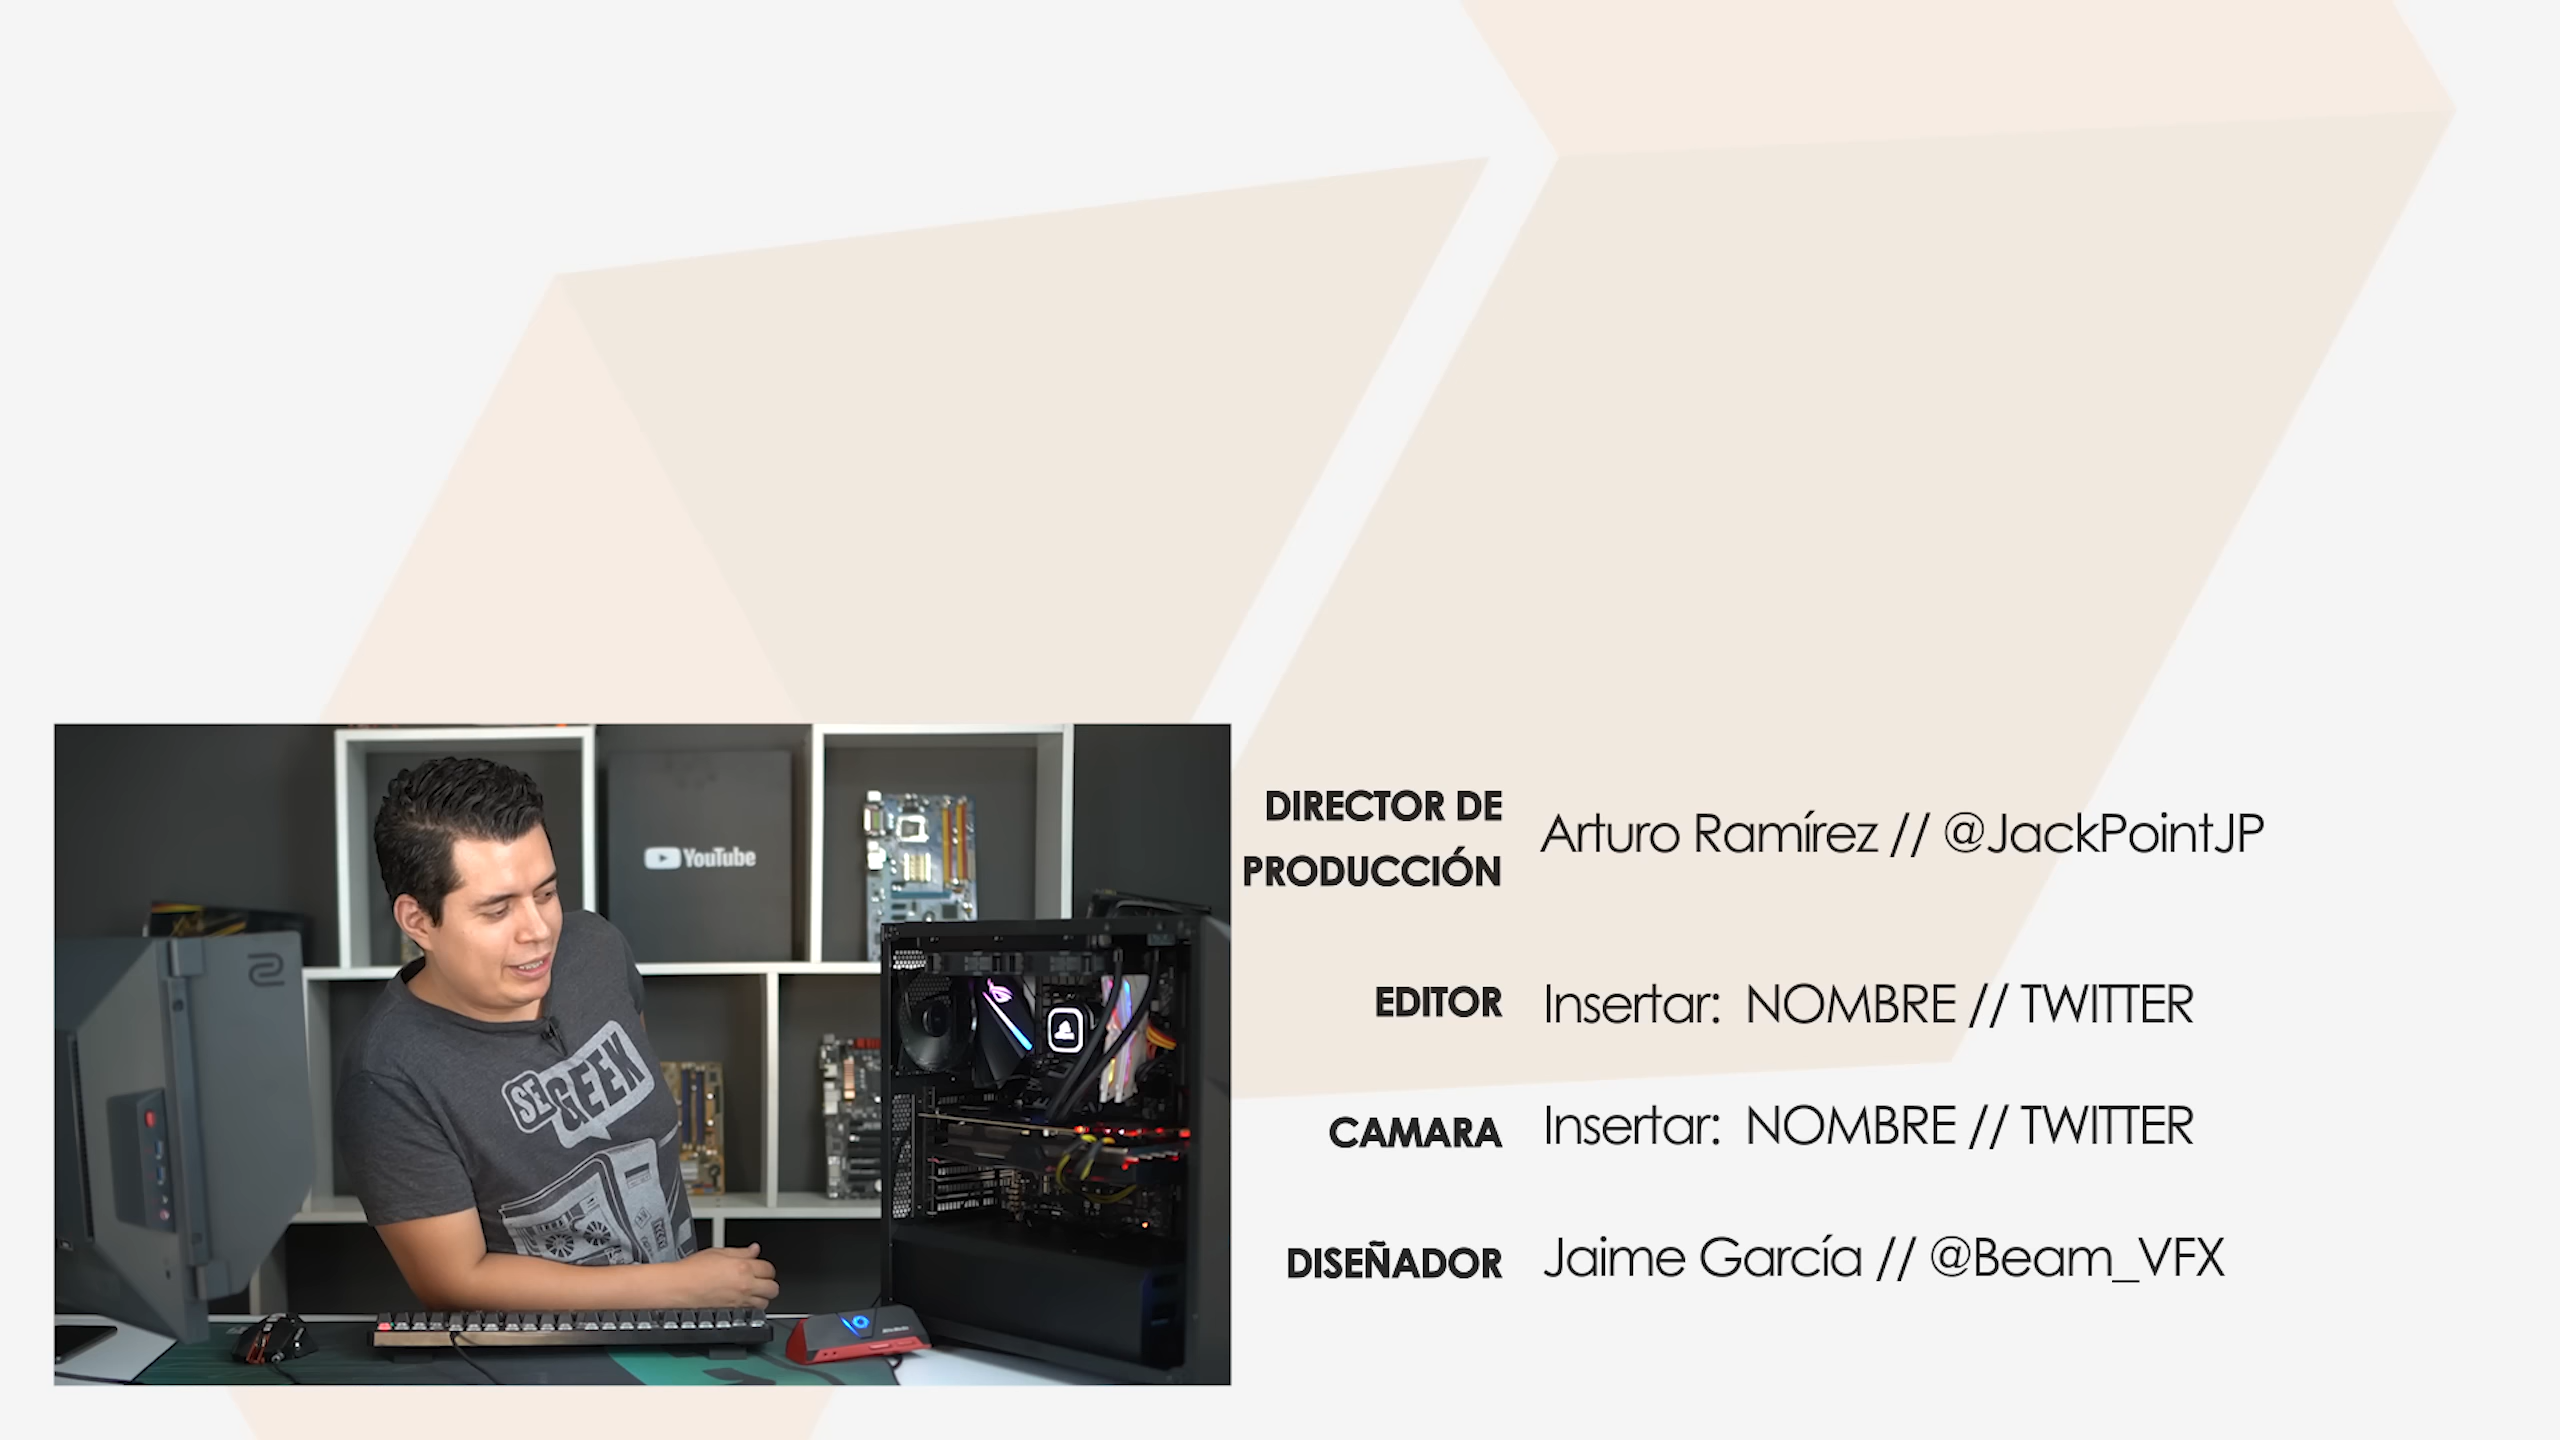 YouTube
SE GEEK
DIRECTOR DE
PRODUCCIÓN
Arturo Ramírez // @JackPointJP
EDITOR
Insertar: NOMBRE // TWITTER
CAMARA
Insertar: NOMBRE // TWITTER
DISEÑADOR
Jaime García // @Beam_VFX